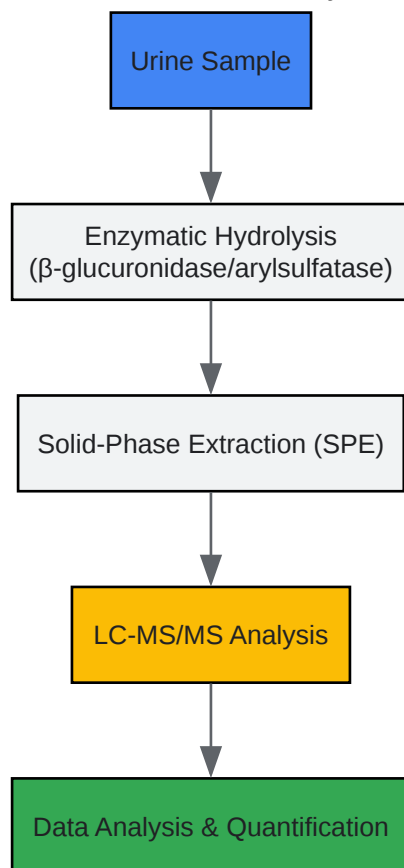 Urine Sample
Enzymatic Hydrolysis
(β-glucuronidase/arylsulfatase)
Solid-Phase Extraction (SPE)
LC-MS/MS Analysis
Data Analysis & Quantification